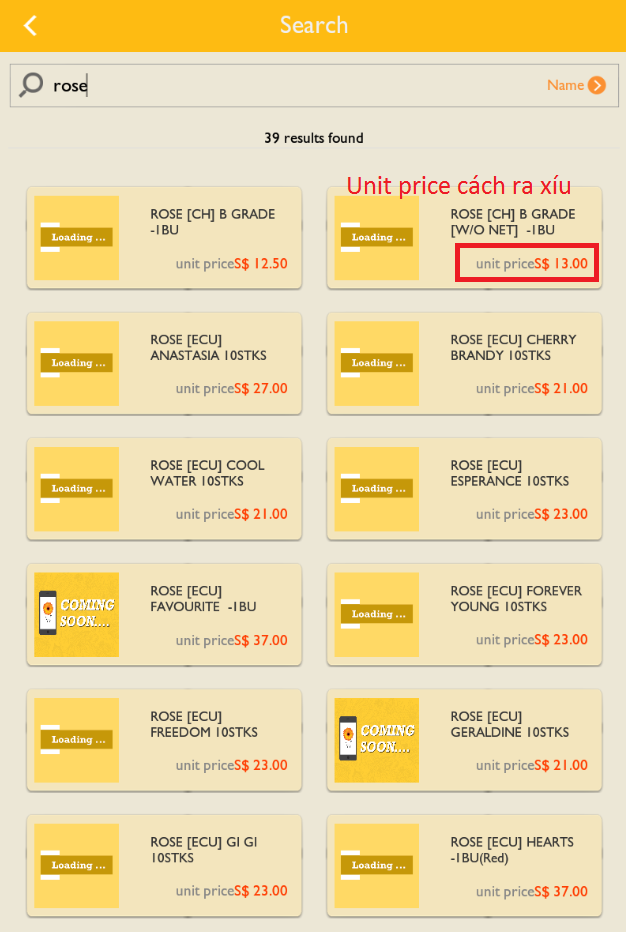 Search
rose
Name
39 results found
Unit price cách ra xíu
Loading ...
ROSE [CH] B GRADE
-1BU
unit priceS$ 12.50
Loading ...
ROSE [CH] B GRADE
[W/O NET] -1BU
unit priceS$ 13.00
Loading ...
ROSE [ECU]
ANASTASIA 10STKS
unit priceS$ 27.00
Loading ...
ROSE [ECU] CHERRY
BRANDY 10STKS
unit priceS$ 21.00
Loading ...
ROSE [ECU] COOL
WATER 10STKS
unit priceS$ 21.00
Loading ...
ROSE [ECU]
ESPERANCE 10STKS
unit priceS$ 23.00
COMING
SOON....
ROSE [ECU]
FAVOURITE -1BU
unit priceS$ 37.00
Loading ...
ROSE [ECU] FOREVER
YOUNG 10STKS
unit priceS$ 23.00
Loading ...
ROSE [ECU]
FREEDOM 10STKS
unit priceS$ 23.00
COMING
SOON....
ROSE [ECU]
GERALDINE 10STKS
unit priceS$ 21.00
Loading ...
ROSE [ECU] GI GI
10STKS
unit priceS$ 23.00
Loading ...
ROSE [ECU] HEARTS
-1BU(Red)
unit priceS$ 37.00